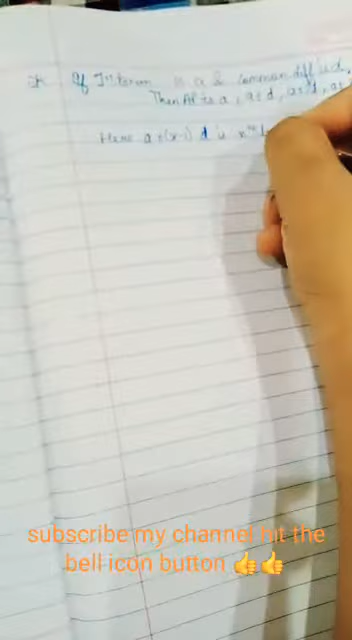 * If Ist term is a & common diff is d.
Then AP is a, a+d, a+2d, a+
Here a+(n-1) d is nth
subscribe my channel hit the
bell icon button 👍👍